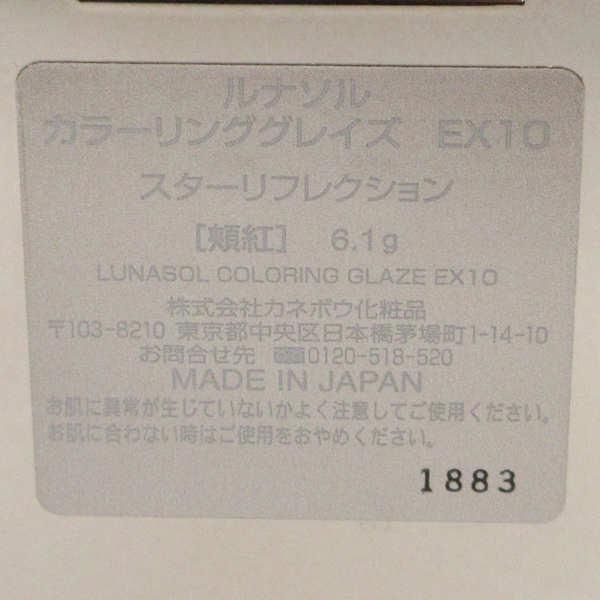 ルナソル
カラーリンググレイズ EX10
スターリフレクション
［頬紅］ 6.1g
LUNASOL COLORING GLAZE EX10
株式会社カネボウ化粧品
〒103-8210 東京都中央区日本橋茅場町1-14-10
お問合せ先 0120-518-520
MADE IN JAPAN
お肌に異常が生じていないかよく注意してご使用ください。
お肌に合わない時はご使用をおやめください。
1883